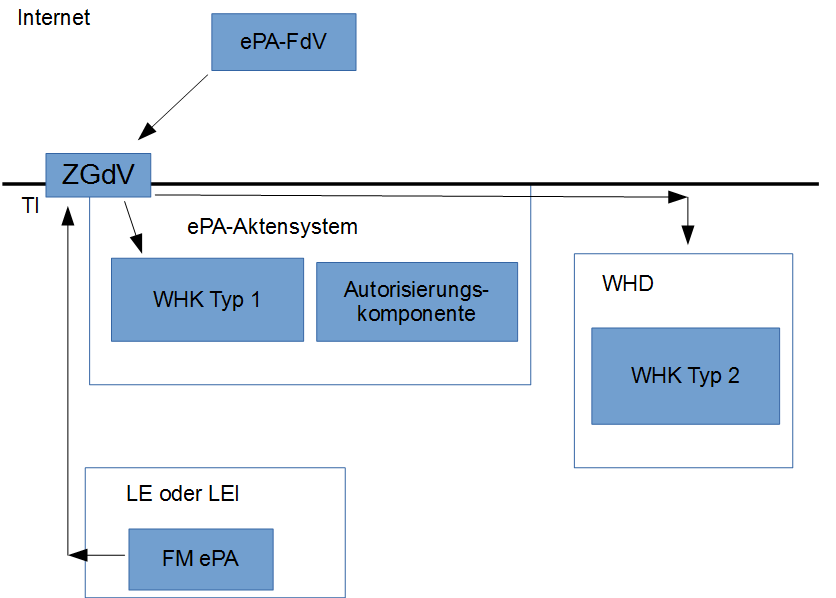 Internet
ePA-FdV
ZGdV
TI
ePA-Aktensystem
WHK Typ 1
Autorisierungs-
komponente
WHD
WHK Typ 2
LE oder LEI
FM ePA